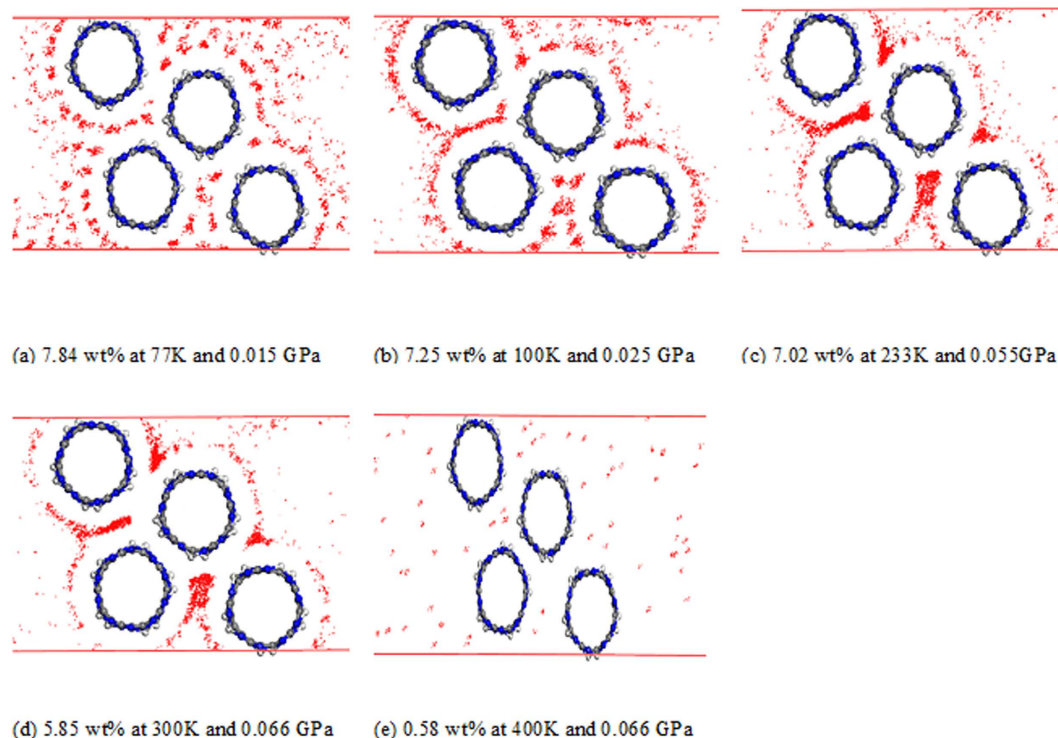 (a) 7.84 wt% at 77K and 0.015 GPa
(b) 7.25 wt% at 100K and 0.025 GPa
(c) 7.02 wt% at 233K and 0.055GPa
(d) 5.85 wt% at 300K and 0.066 GPa
(e) 0.58 wt% at 400K and 0.066 GPa